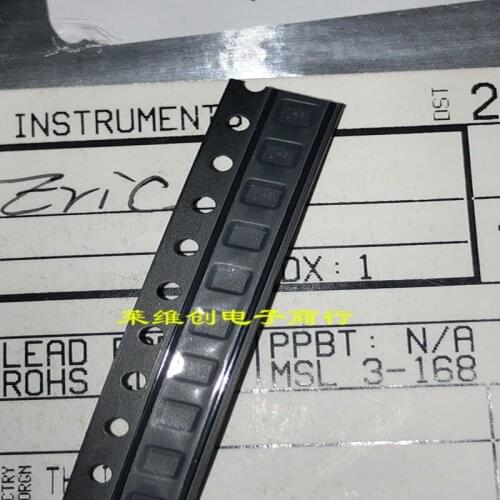 INSTRUMENT
DST 2
Eric
OX: 1
莱维创电子商行
LEAD
ROHS
PPBT: N/A
MSL 3-168
CTRY
ORGN
TH